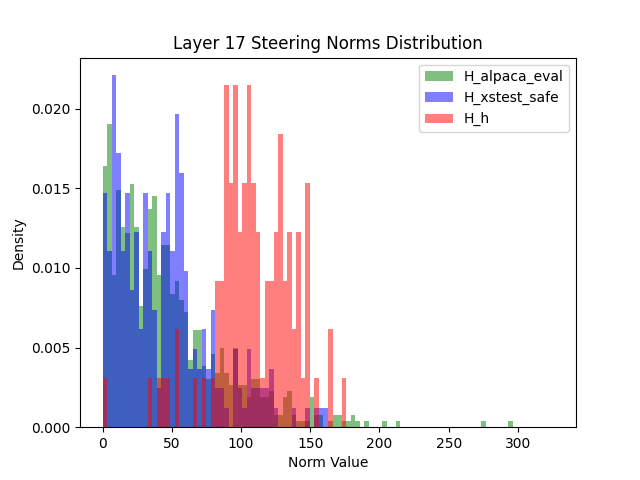 Layer 17 Steering Norms Distribution
H_alpaca_eval
H_xstest_safe
H_h
Density
0.020
0.015
0.010
0.005
0.000
0 50 100 150 200 250 300
Norm Value